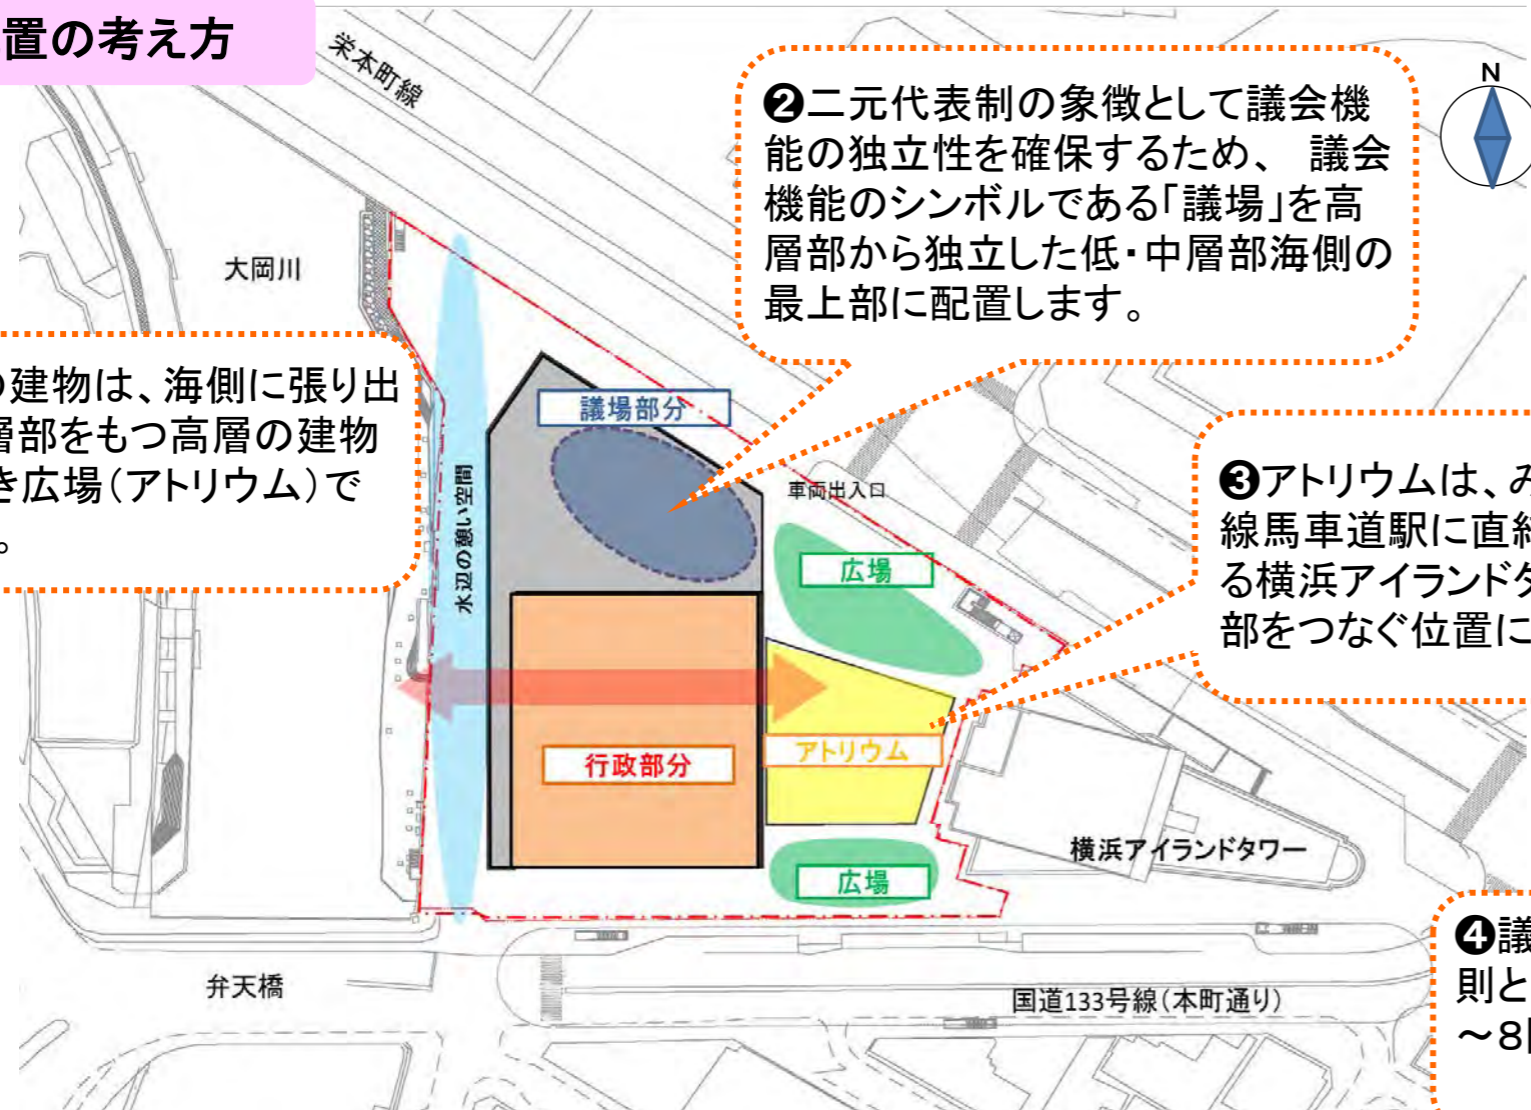 置の考え方
栄本町線
N
❷二元代表制の象徴として議会機
能の独立性を確保するため、 議会
機能のシンボルである「議場」を高
層部から独立した低・中層部海側の
最上部に配置します。
大岡川
の建物は、海側に張り出
層部をもつ高層の建物
き広場(アトリウム)で
。
議場部分
水辺の憩い空間
車両出入口
広場
❸アトリウムは、み
線馬車道駅に直結
る横浜アイランドタ
部をつなぐ位置に
行政部分
アトリウム
横浜アイランドタワー
広場
❹議
則と
~8
弁天橋
国道133号線(本町通り)